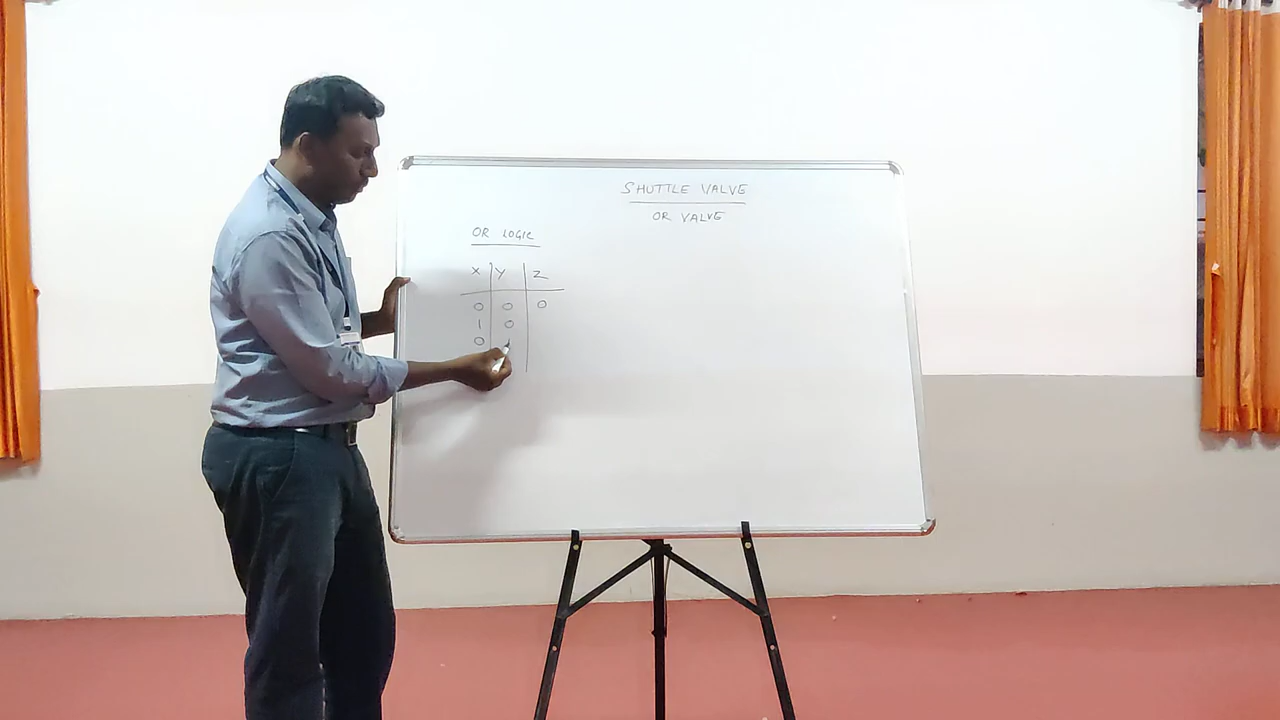 SHUTTLE VALVE
OR VALVE
OR LOGIC
X Y Z
0 0 0
1 0
0